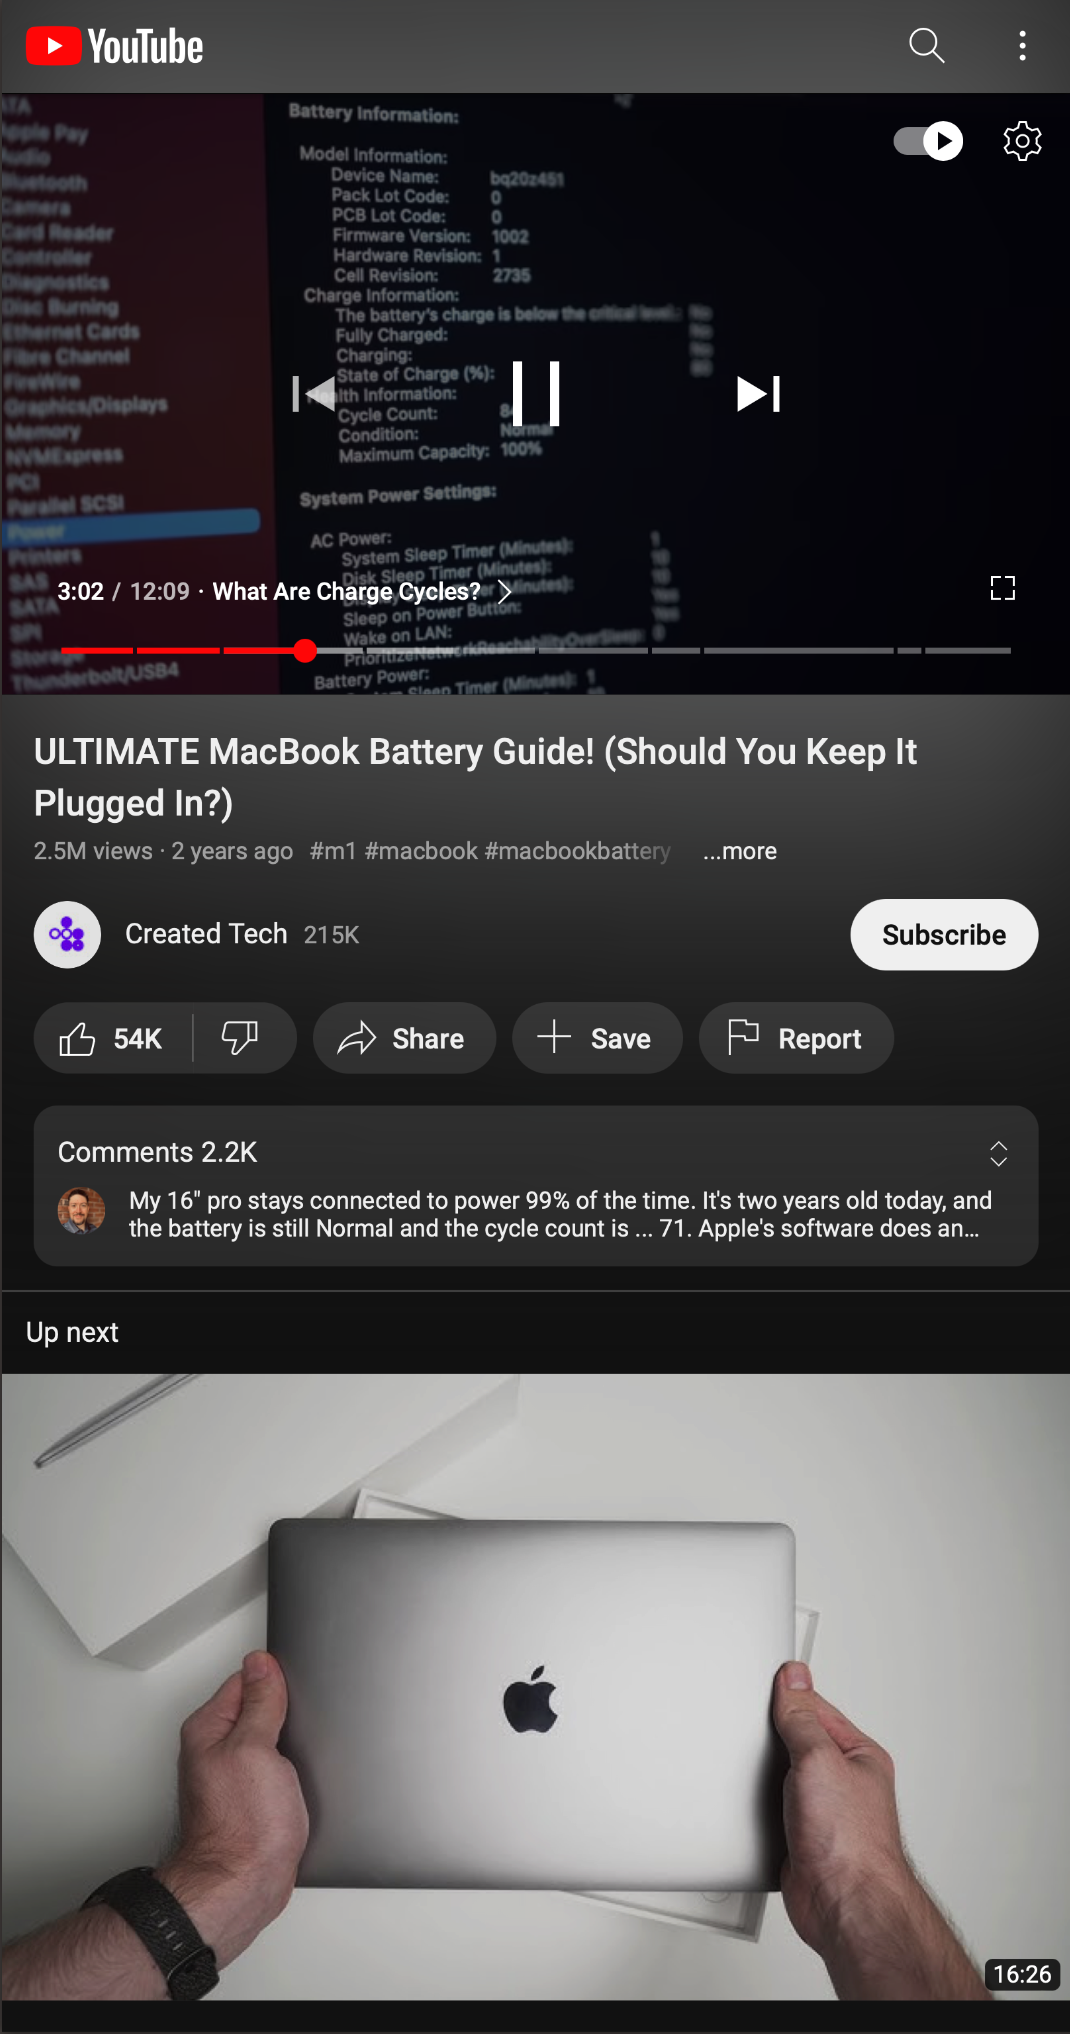 YouTube
ATA
Apple Pay
Audio
Bluetooth
Camera
Card Reader
Controller
Diagnostics
Disc Burning
Ethernet Cards
Fibre Channel
FireWire
Graphics/Displays
Memory
NVMExpress
PCI
Parallel SCSI
Power
Printers
SAS
SATA
SPI
Storage
Thunderbolt/USB4
Battery Information:
Model Information:
Device Name: bq20z451
Pack Lot Code: 0
PCB Lot Code: 0
Firmware Version: 1002
Hardware Revision: 1
Cell Revision: 2735
Charge Information:
The battery's charge is below the critical level.: No
Fully Charged: No
Charging: No
State of Charge (%):
Health Information:
Cycle Count:
Condition: Normal
Maximum Capacity: 100%
System Power Settings:
AC Power:
System Sleep Timer (Minutes): 1
Disk Sleep Timer (Minutes): 10
Display Sleep Timer (Minutes): 10
Sleep on Power Button: Yes
Wake on LAN: Yes
PrioritizeNetworkReachabilityOverSleep: 0
Battery Power:
System Sleep Timer (Minutes): 1
3:02 / 12:09 · What Are Charge Cycles?
ULTIMATE MacBook Battery Guide! (Should You Keep It
Plugged In?)
2.5M views · 2 years ago #m1 #macbook #macbookbattery ...more
Created Tech 215K
Subscribe
54K
Share
Save
Report
Comments 2.2K
My 16" pro stays connected to power 99% of the time. It's two years old today, and
the battery is still Normal and the cycle count is ... 71. Apple's software does an...
Up next
16:26